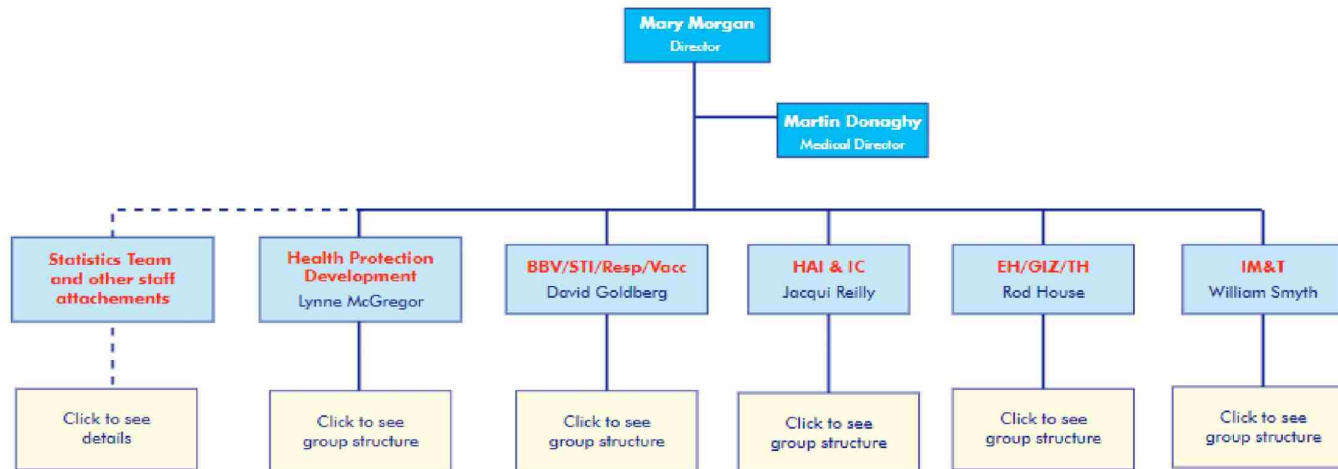 Mary Morgan
Director
Martin Donaghy
Medical Director
Statistics Team
and other staff
attachements
Health Protection
Development
Lynne McGregor
BBV/STI/Resp/Vacc
David Goldberg
HAI & IC
Jacqui Reilly
EH/GIZ/TH
Rod House
IM&T
William Smyth
Click to see
details
Click to see
group structure
Click to see
group structure
Click to see
group structure
Click to see
group structure
Click to see
group structure